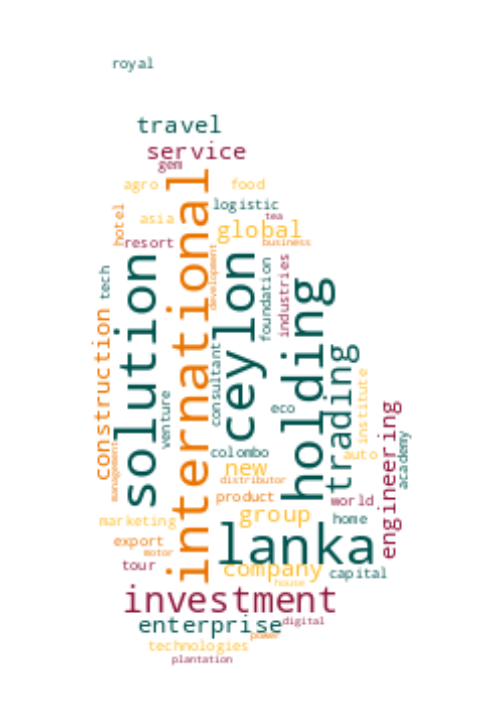 royal
travel
service
gem
agro
food
international
hotel
logistic
asia
tea
global
resort
business
development
solution
ceylon
foundation
industries
tech
holding
construction
consultant
trading
venture
institute
eco
engineering
academy
management
colombo
auto
new
distributor
product
world
marketing
group
home
lanka
export
motor
tour
company
capital
house
investment
enterprise
digital
power
technologies
plantation